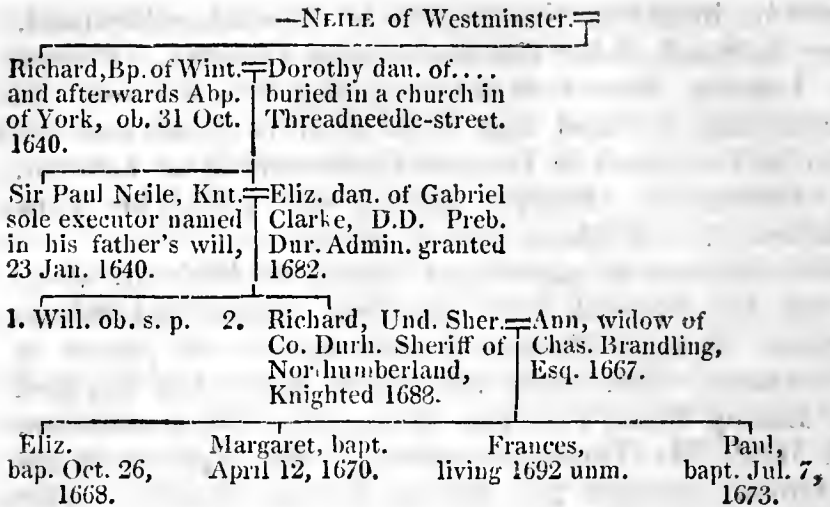 —NEILE of Westminster.
Richard, Bp. of Wint.
and afterwards Abp.
of York, ob. 31 Oct.
1640.
Dorothy dau. of....
buried in a church in
Threadneedle-street.
Sir Paul Neile, Knt.
sole executor named
in his father's will,
23 Jan. 1640.
Eliz. dau. of Gabriel
Clarke, D.D. Preb.
Dur. Admin. granted
1682.
1. Will. ob. s. p.
2. Richard, Und. Sher.
Co. Durh. Sheriff of
Northumberland,
Knighted 1688.
Ann, widow of
Chas. Brandling,
Esq. 1667.
Eliz.
bap. Oct. 26,
1668.
Margaret, bapt.
April 12, 1670.
Frances,
living 1692 unm.
Paul,
bapt. Jul. 7,
1673.